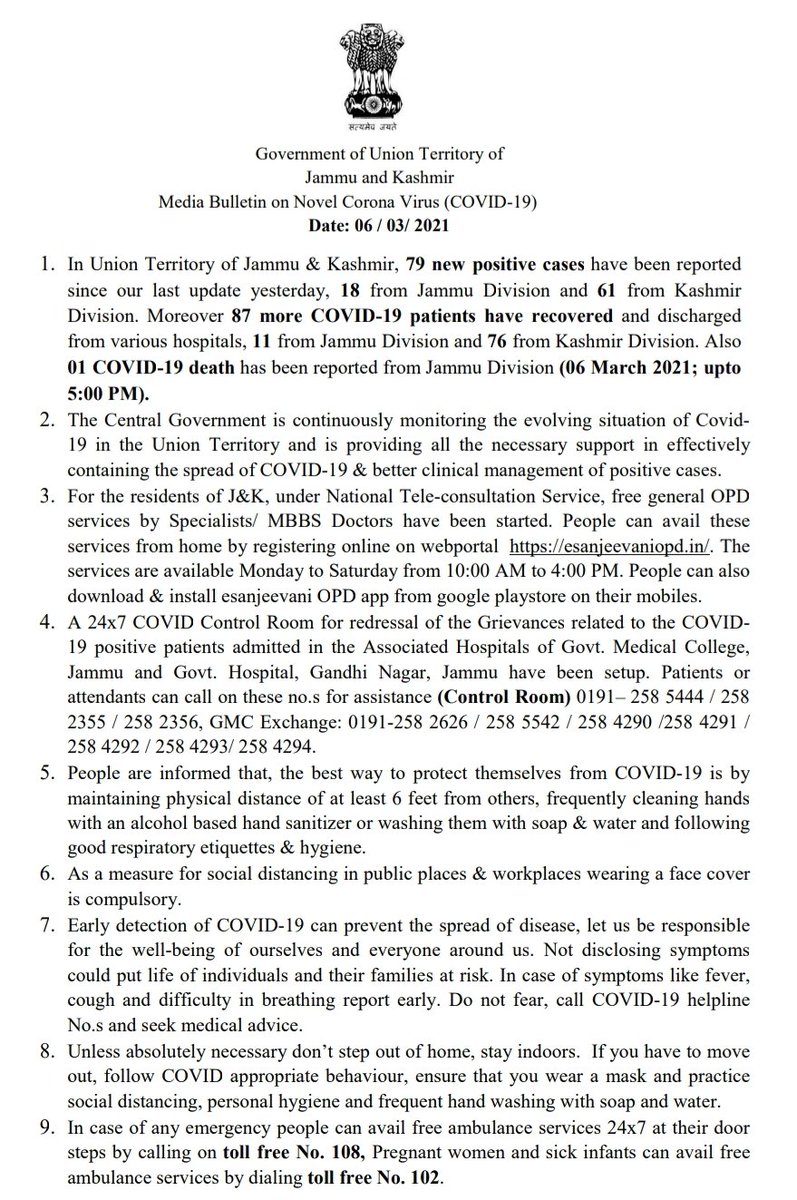 सत्यमेव जयते
Government of Union Territory of
Jammu and Kashmir
Media Bulletin on Novel Corona Virus (COVID-19)
Date: 06 / 03/ 2021
1. In Union Territory of Jammu & Kashmir, 79 new positive cases have been reported
since our last update yesterday, 18 from Jammu Division and 61 from Kashmir
Division. Moreover 87 more COVID-19 patients have recovered and discharged
from various hospitals, 11 from Jammu Division and 76 from Kashmir Division. Also
01 COVID-19 death has been reported from Jammu Division (06 March 2021; upto
5:00 PM).
2. The Central Government is continuously monitoring the evolving situation of Covid-
19 in the Union Territory and is providing all the necessary support in effectively
containing the spread of COVID-19 & better clinical management of positive cases.
3. For the residents of J&K, under National Tele-consultation Service, free general OPD
services by Specialists/ MBBS Doctors have been started. People can avail these
services from home by registering online on webportal https://esanjeevaniopd.in/. The
services are available Monday to Saturday from 10:00 AM to 4:00 PM. People can also
download & install esanjeevani OPD app from google playstore on their mobiles.
4. A 24x7 COVID Control Room for redressal of the Grievances related to the COVID-
19 positive patients admitted in the Associated Hospitals of Govt. Medical College,
Jammu and Govt. Hospital, Gandhi Nagar, Jammu have been setup. Patients or
attendants can call on these no.s for assistance (Control Room) 0191– 258 5444 / 258
2355 / 258 2356, GMC Exchange: 0191-258 2626 / 258 5542 / 258 4290 /258 4291 /
258 4292 / 258 4293/ 258 4294.
5. People are informed that, the best way to protect themselves from COVID-19 is by
maintaining physical distance of at least 6 feet from others, frequently cleaning hands
with an alcohol based hand sanitizer or washing them with soap & water and following
good respiratory etiquettes & hygiene.
6. As a measure for social distancing in public places & workplaces wearing a face cover
is compulsory.
7. Early detection of COVID-19 can prevent the spread of disease, let us be responsible
for the well-being of ourselves and everyone around us. Not disclosing symptoms
could put life of individuals and their families at risk. In case of symptoms like fever,
cough and difficulty in breathing report early. Do not fear, call COVID-19 helpline
No.s and seek medical advice.
8. Unless absolutely necessary don’t step out of home, stay indoors. If you have to move
out, follow COVID appropriate behaviour, ensure that you wear a mask and practice
social distancing, personal hygiene and frequent hand washing with soap and water.
9. In case of any emergency people can avail free ambulance services 24x7 at their door
steps by calling on toll free No. 108, Pregnant women and sick infants can avail free
ambulance services by dialing toll free No. 102.